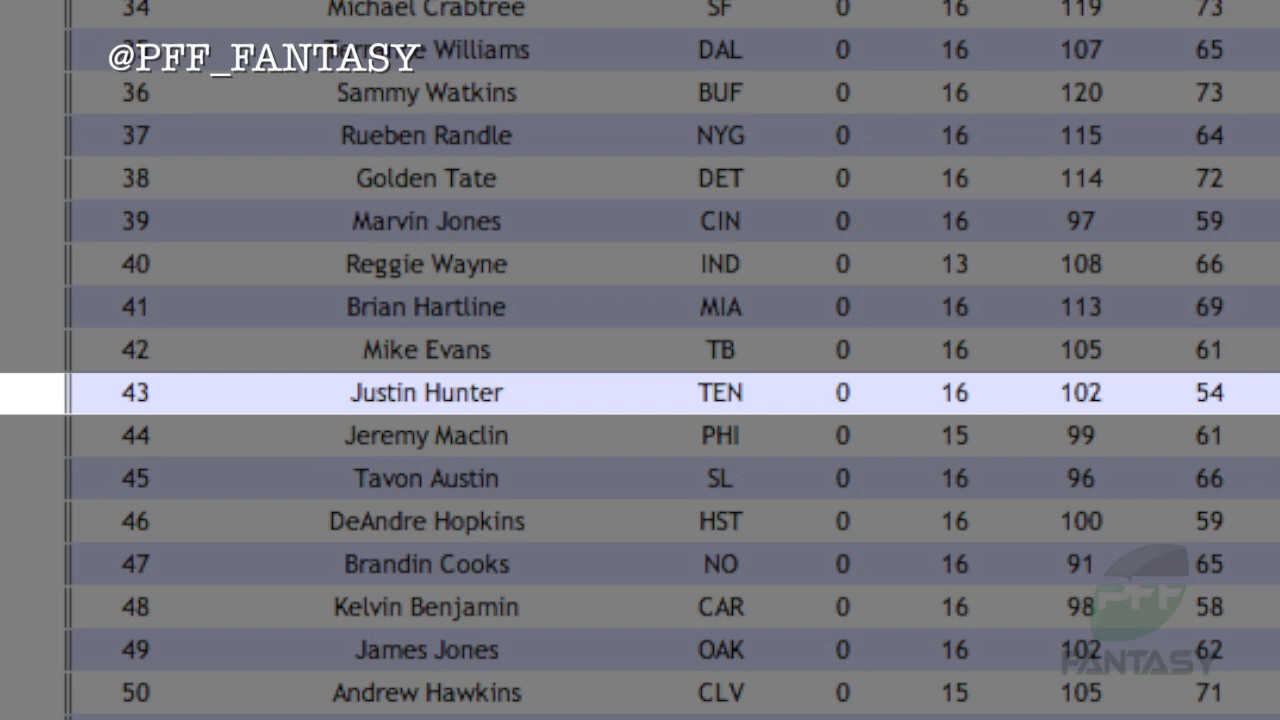 34 Michael Crabtree SF 0 16 119 73
@PFF_FANTASY
Williams DAL 0 16 107 65
36 Sammy Watkins BUF 0 16 120 73
37 Rueben Randle NYG 0 16 115 64
38 Golden Tate DET 0 16 114 72
39 Marvin Jones CIN 0 16 97 59
40 Reggie Wayne IND 0 13 108 66
41 Brian Hartline MIA 0 16 113 69
42 Mike Evans TB 0 16 105 61
43 Justin Hunter TEN 0 16 102 54
44 Jeremy Maclin PHI 0 15 99 61
45 Tavon Austin SL 0 16 96 66
46 DeAndre Hopkins HST 0 16 100 59
47 Brandin Cooks NO 0 16 91 65
48 Kelvin Benjamin CAR 0 16 98 58
49 James Jones OAK 0 16 102 62
50 Andrew Hawkins CLV 0 15 105 71
PFF
FANTASY